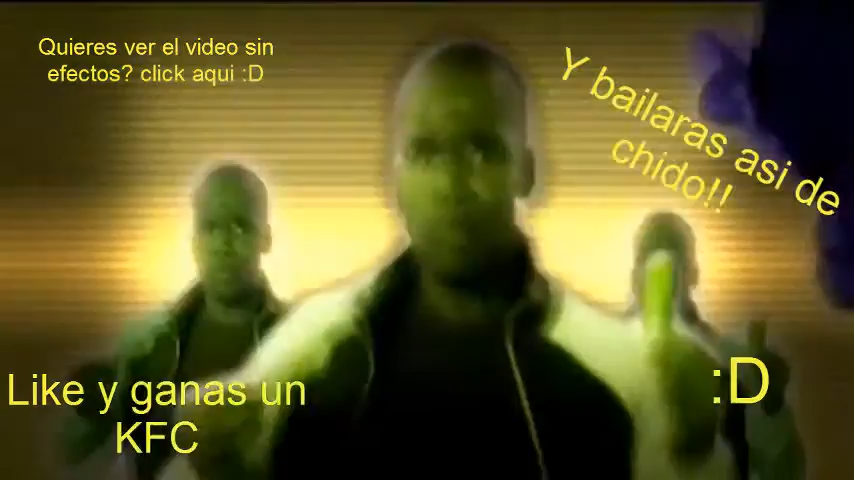 Quieres ver el video sin
efectos? click aqui :D
Y bailaras asi de
chido!!
Like y ganas un
KFC
:D